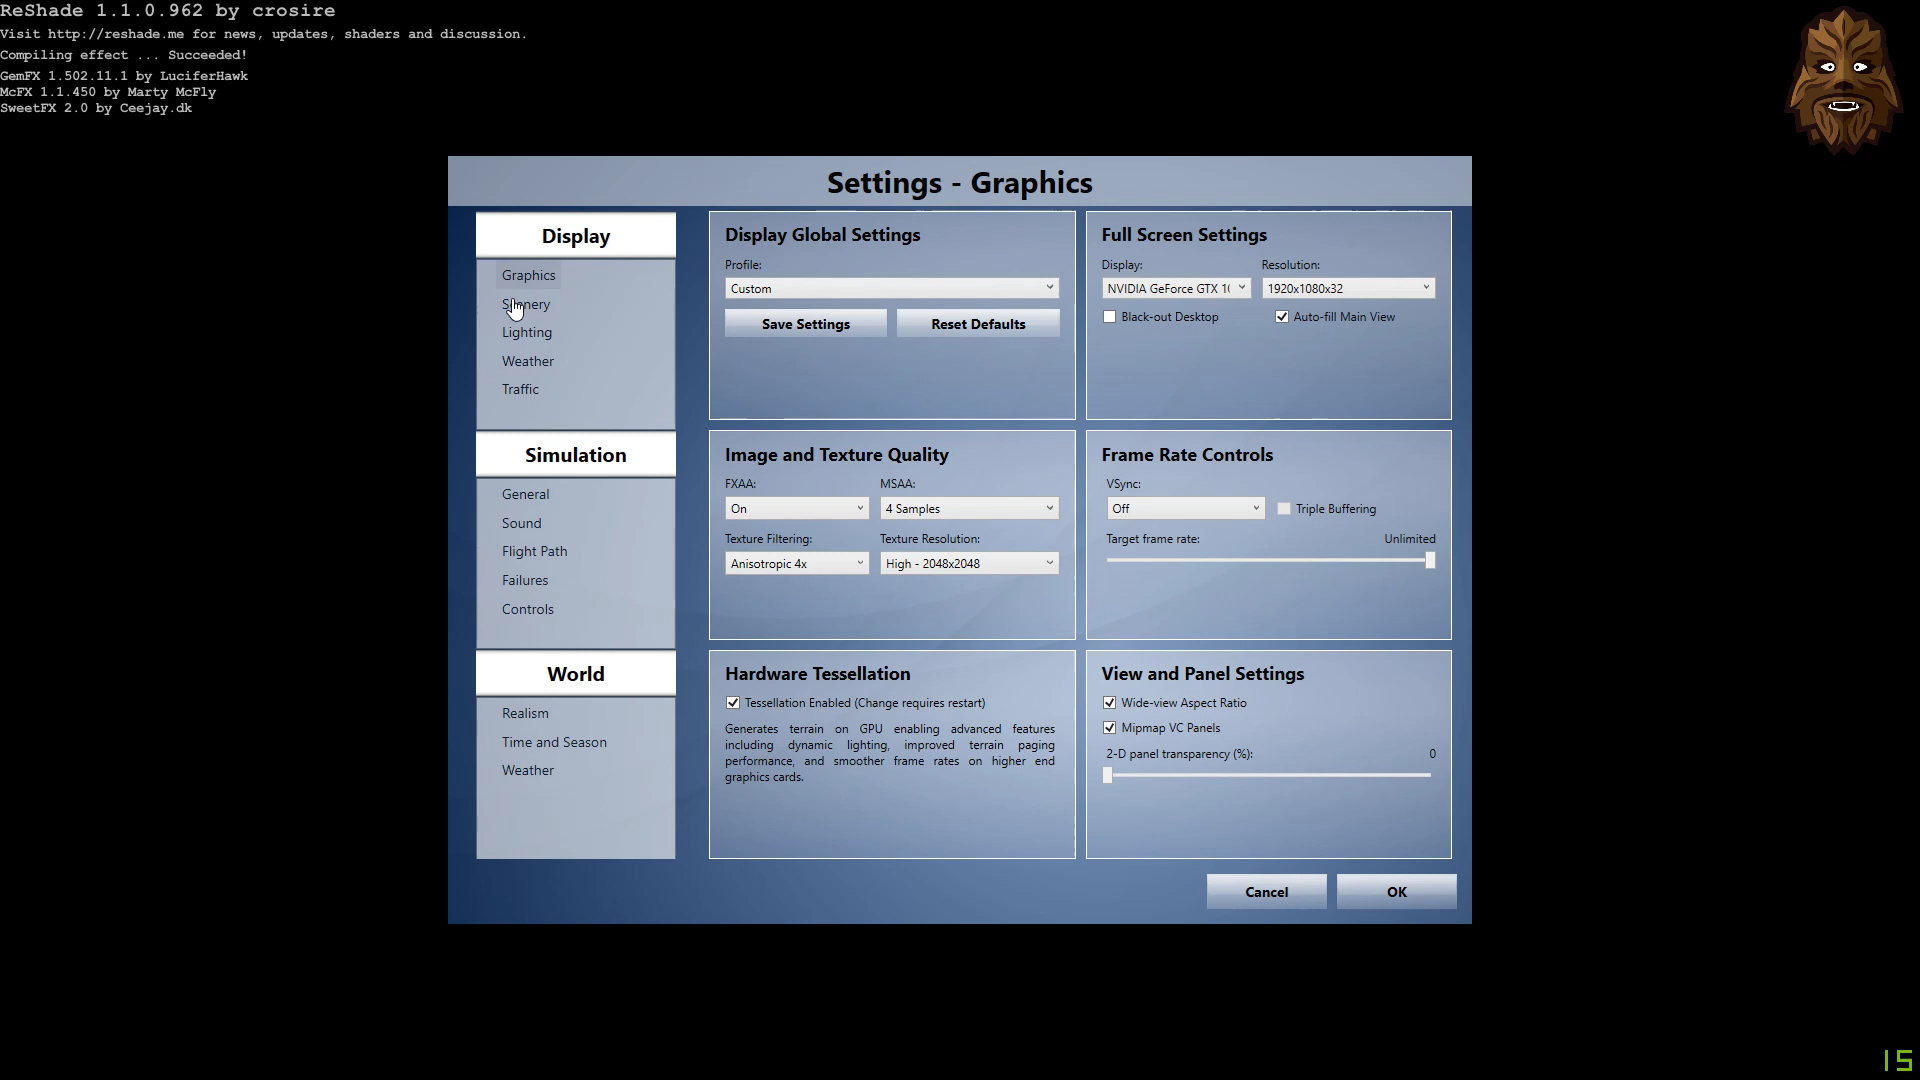 ReShade 1.1.0.962 by crosire
Visit http://reshade.me for news, updates, shaders and discussion.
Compiling effect ... Succeeded!
GemFX 1.502.11.1 by LuciferHawk
McFX 1.1.450 by Marty McFly
SweetFX 2.0 by Ceejay.dk
Settings - Graphics
Display
Graphics
Scenery
Lighting
Weather
Traffic
Simulation
General
Sound
Flight Path
Failures
Controls
World
Realism
Time and Season
Weather
Display Global Settings
Profile:
Custom
Save Settings Reset Defaults
Full Screen Settings
Display: Resolution:
NVIDIA GeForce GTX 1( 1920x1080x32
Black-out Desktop Auto-fill Main View
Image and Texture Quality
FXAA: MSAA:
On 4 Samples
Texture Filtering: Texture Resolution:
Anisotropic 4x High - 2048x2048
Frame Rate Controls
VSync:
Off Triple Buffering
Target frame rate: Unlimited
Hardware Tessellation
Tessellation Enabled (Change requires restart)
Generates terrain on GPU enabling advanced features
including dynamic lighting, improved terrain paging
performance, and smoother frame rates on higher end
graphics cards.
View and Panel Settings
Wide-view Aspect Ratio
Mipmap VC Panels
2-D panel transparency (%): 0
Cancel OK
15